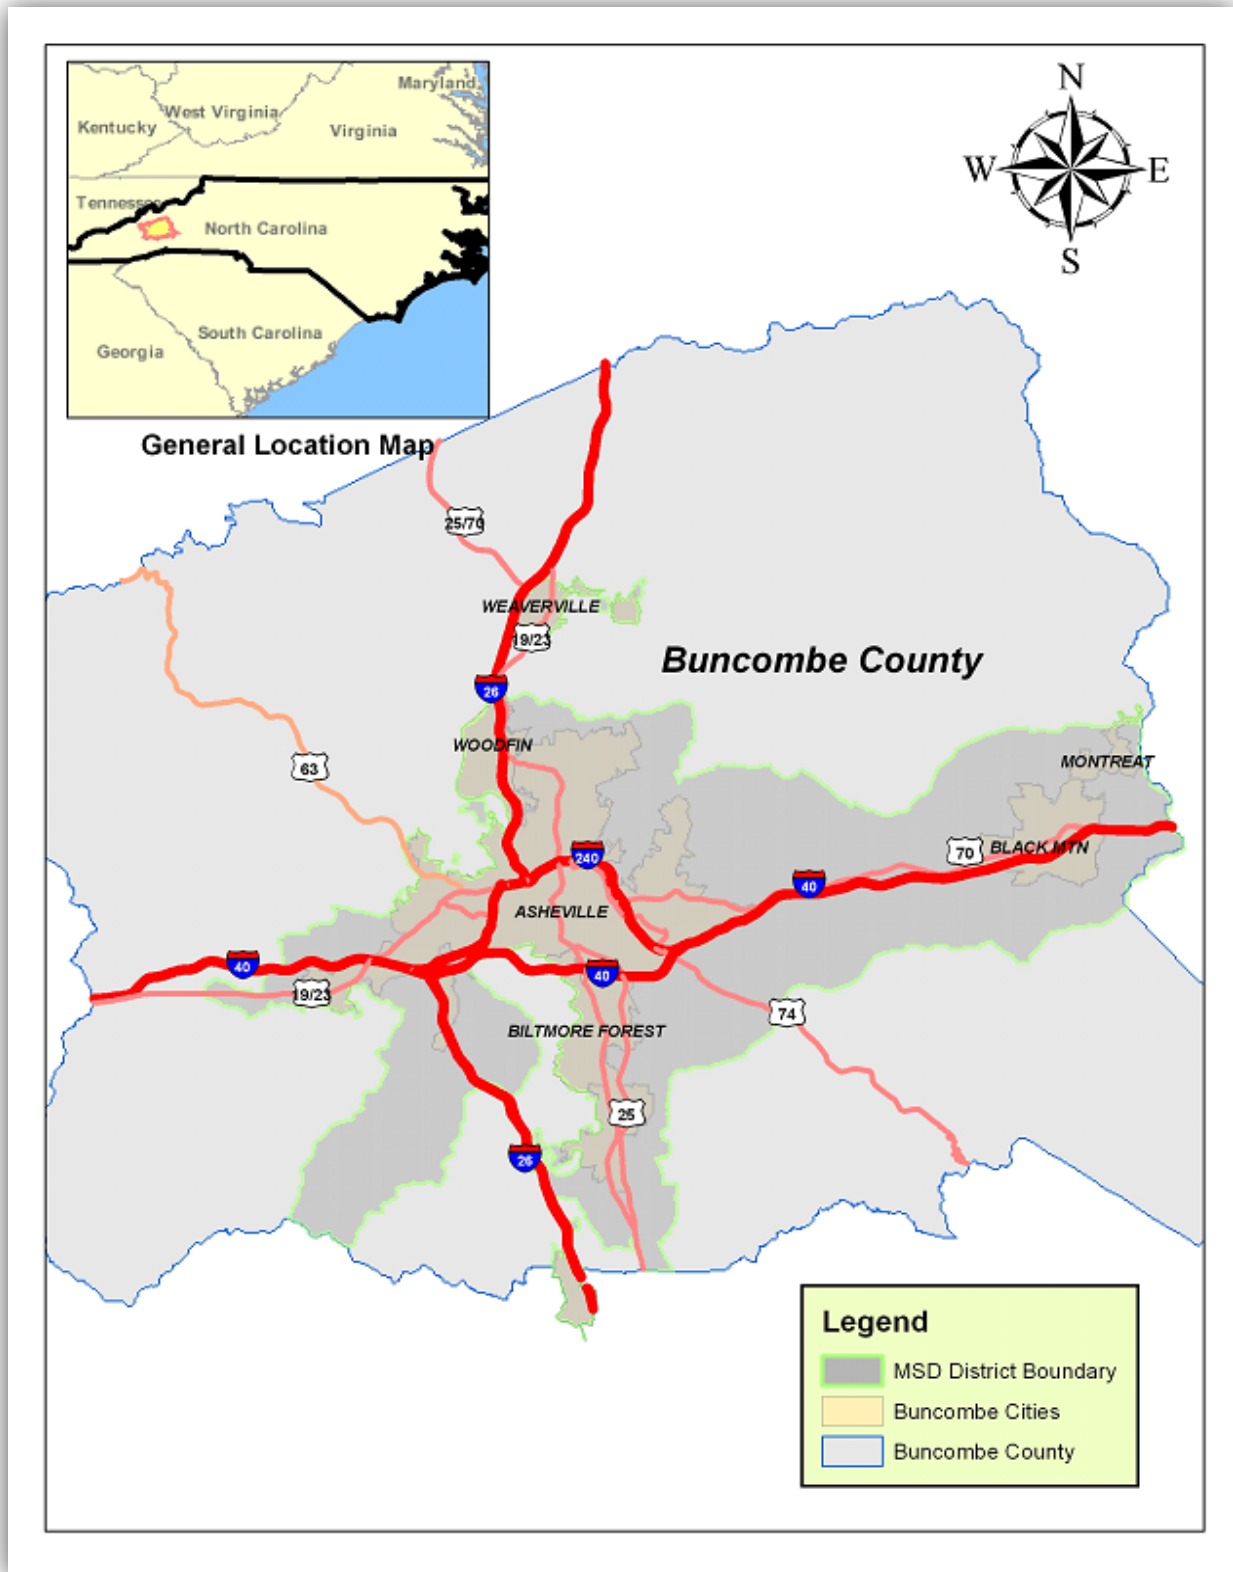 Maryland
West Virginia
Kentucky
Virginia
Tennessee
North Carolina
South Carolina
Georgia
General Location Map
N
W
E
S
25/70
WEAVERVILLE
19/23
Buncombe County
26
WOODFIN
MONTREAT
63
240
70
BLACK MTN
40
ASHEVILLE
40
40
19/23
74
BILTMORE FOREST
25
26
Legend
MSD District Boundary
Buncombe Cities
Buncombe County